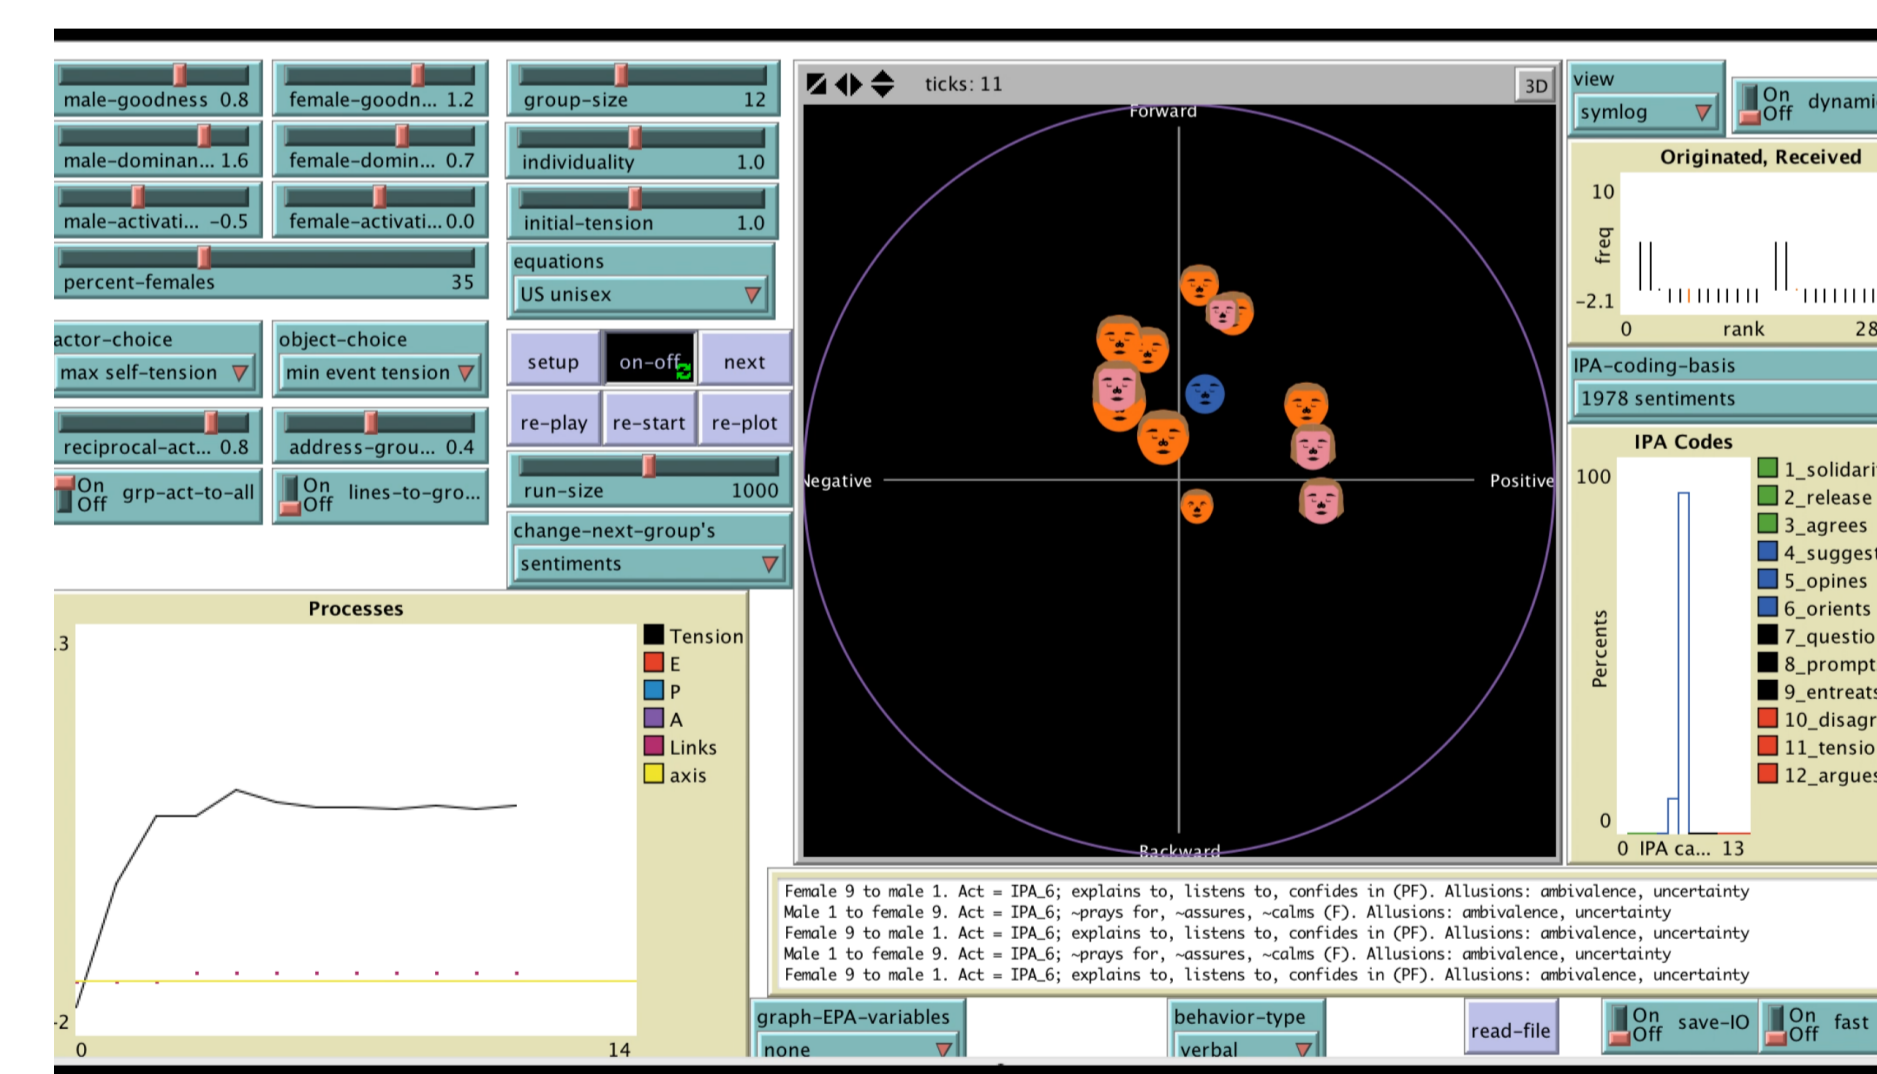 male-goodness 0.8
female-goodn... 1.2
group-size 12
male-dominan... 1.6
female-domin... 0.7
individuality 1.0
male-activati... -0.5
female-activati... 0.0
initial-tension 1.0
percent-females 35
equations
US unisex
actor-choice
max self-tension
object-choice
min event tension
setup
on-off
next
re-play
re-start
re-plot
reciprocal-act... 0.8
address-grou... 0.4
run-size 1000
On
Off
grp-act-to-all
On
Off
lines-to-gro...
change-next-group's
sentiments
Processes
.3
-2
0
14
Tension
E
P
A
Links
axis
ticks: 11
3D
Forward
Negative
Positive
Backward
view
symlog
On
Off
dynami
Originated, Received
10
freq
-2.1
0
rank
28
IPA-coding-basis
1978 sentiments
IPA Codes
100
Percents
0
0 IPA ca... 13
1_solidari
2_release
3_agrees
4_suggest
5_opines
6_orients
7_questio
8_prompt
9_entreats
10_disagr
11_tensio
12_argues
Female 9 to male 1. Act = IPA_6; explains to, listens to, confides in (PF). Allusions: ambivalence, uncertainty
Male 1 to female 9. Act = IPA_6; ~prays for, ~assures, ~calms (F). Allusions: ambivalence, uncertainty
Female 9 to male 1. Act = IPA_6; explains to, listens to, confides in (PF). Allusions: ambivalence, uncertainty
Male 1 to female 9. Act = IPA_6; ~prays for, ~assures, ~calms (F). Allusions: ambivalence, uncertainty
Female 9 to male 1. Act = IPA_6; explains to, listens to, confides in (PF). Allusions: ambivalence, uncertainty
graph-EPA-variables
none
behavior-type
verbal
read-file
On
Off
save-IO
On
Off
fast